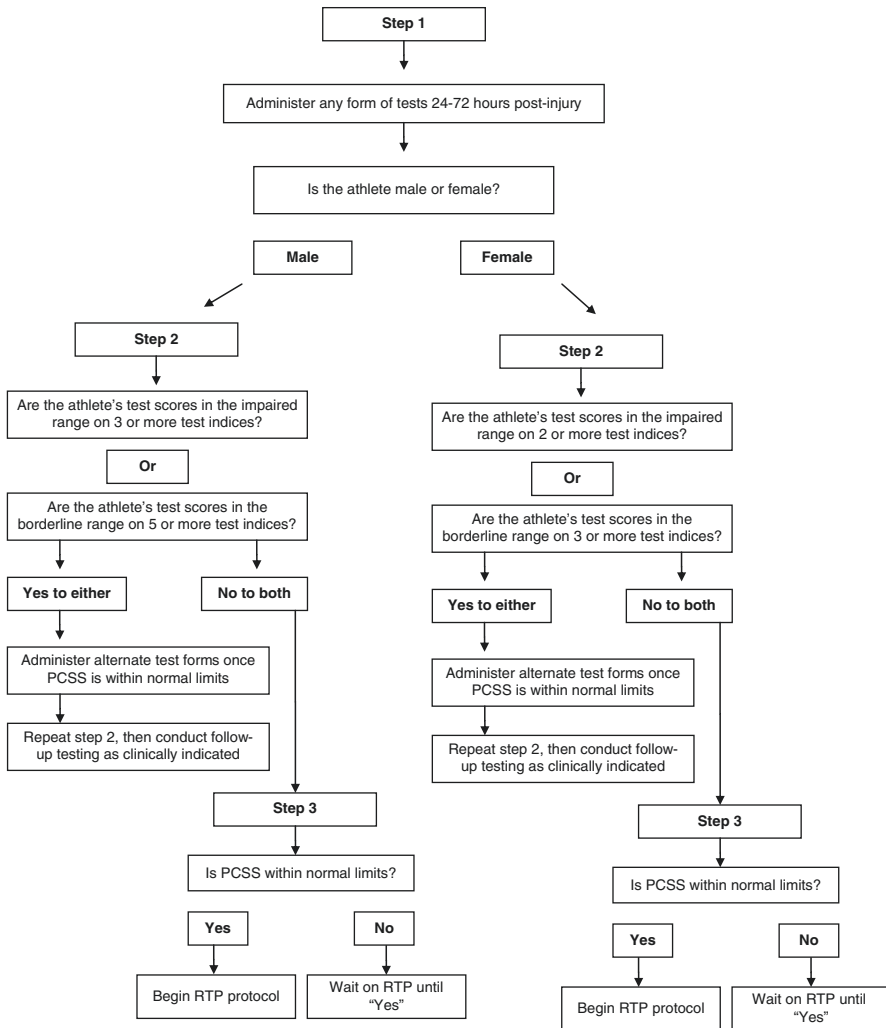 Step 1
Administer any form of tests 24-72 hours post-injury
Is the athlete male or female?
Male
Female
Step 2
Are the athlete's test scores in the impaired
range on 3 or more test indices?
Or
Are the athlete's test scores in the
borderline range on 5 or more test indices?
Yes to either
No to both
Administer alternate test forms once
PCSS is within normal limits
Repeat step 2, then conduct follow-
up testing as clinically indicated
Step 3
Is PCSS within normal limits?
Yes
No
Begin RTP protocol
Wait on RTP until
“Yes”
Step 2
Are the athlete's test scores in the impaired
range on 2 or more test indices?
Or
Are the athlete's test scores in the
borderline range on 3 or more test indices?
Yes to either
No to both
Administer alternate test forms once
PCSS is within normal limits
Repeat step 2, then conduct follow-
up testing as clinically indicated
Step 3
Is PCSS within normal limits?
Yes
No
Begin RTP protocol
Wait on RTP until
“Yes”